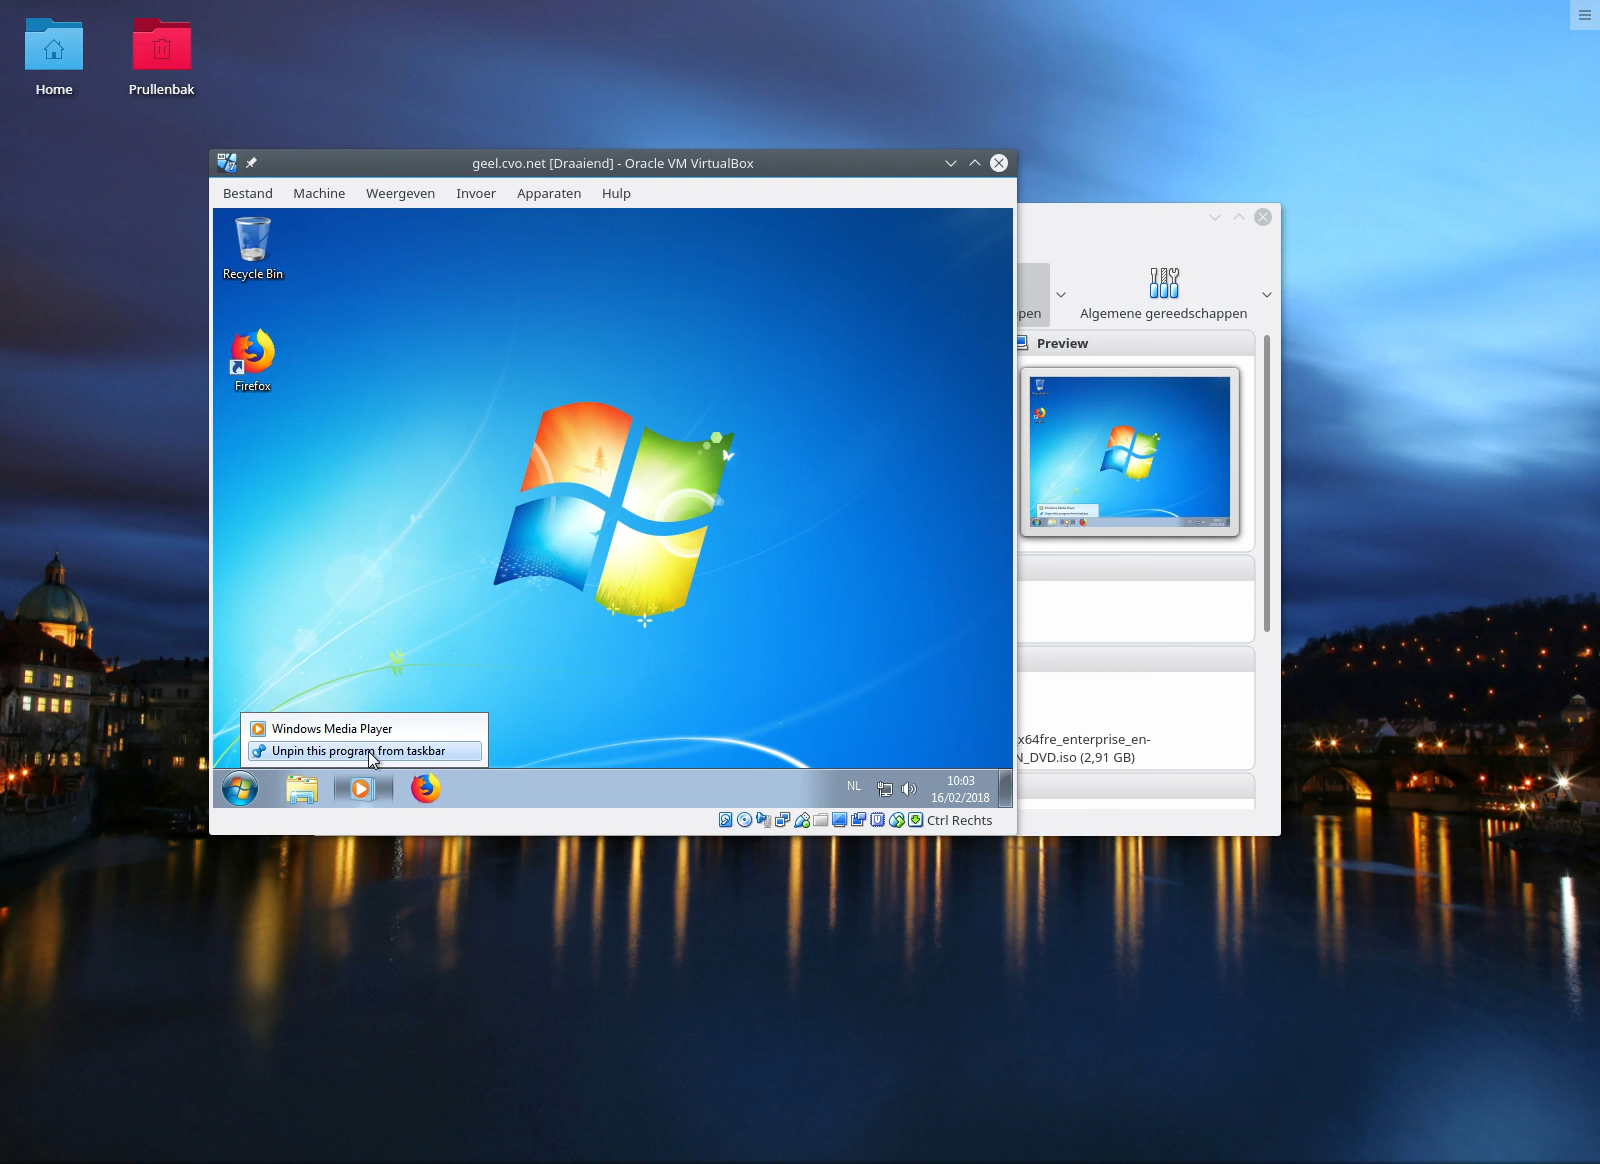 Home
Prullenbak
geel.cvo.net [Draaiend] - Oracle VM VirtualBox
Bestand Machine Weergeven Invoer Apparaten Hulp
Recycle Bin
Firefox
pen
Algemene gereedschappen
Preview
x64fre_enterprise_en-
N_DVD.iso (2,91 GB)
Windows Media Player
Unpin this program from taskbar
NL
10:03
16/02/2018
Ctrl Rechts